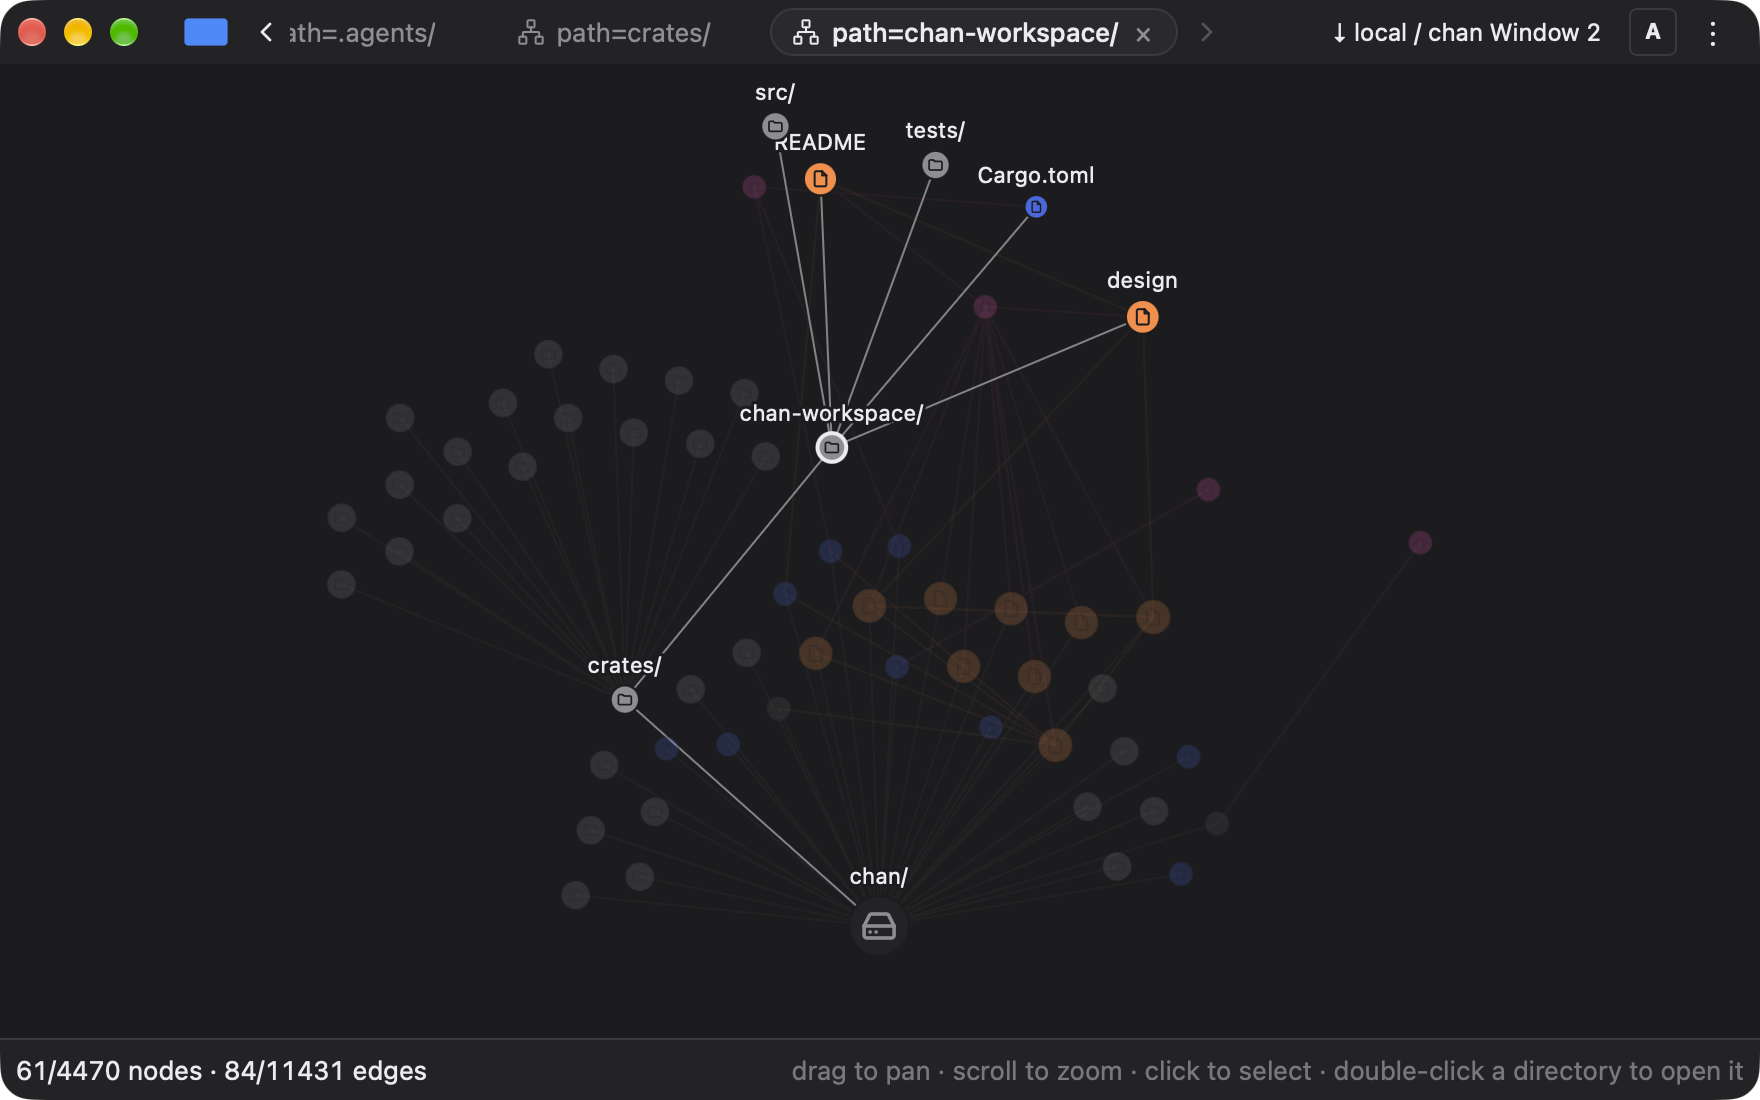 ath=.agents/
path=crates/
path=chan-workspace/
↓ local / chan Window 2
A
src/
README
tests/
Cargo.toml
design
chan-workspace/
crates/
chan/
61/4470 nodes · 84/11431 edges
drag to pan · scroll to zoom · click to select · double-click a directory to open it